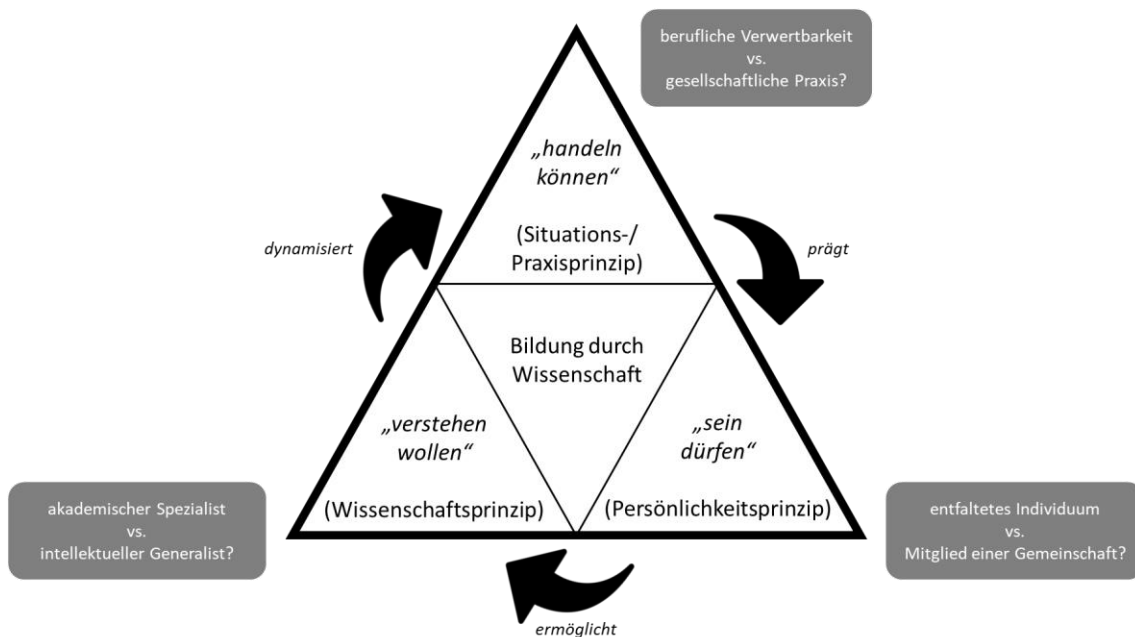 berufliche Verwertbarkeit
vs.
gesellschaftliche Praxis?
„handeln
können“
(Situations-/
Praxisprinzip)
dynamisiert
prägt
Bildung durch
Wissenschaft
„verstehen
wollen“
(Wissenschaftsprinzip)
„sein
dürfen“
(Persönlichkeitsprinzip)
akademischer Spezialist
vs.
intellektueller Generalist?
entfaltetes Individuum
vs.
Mitglied einer Gemeinschaft?
ermöglicht